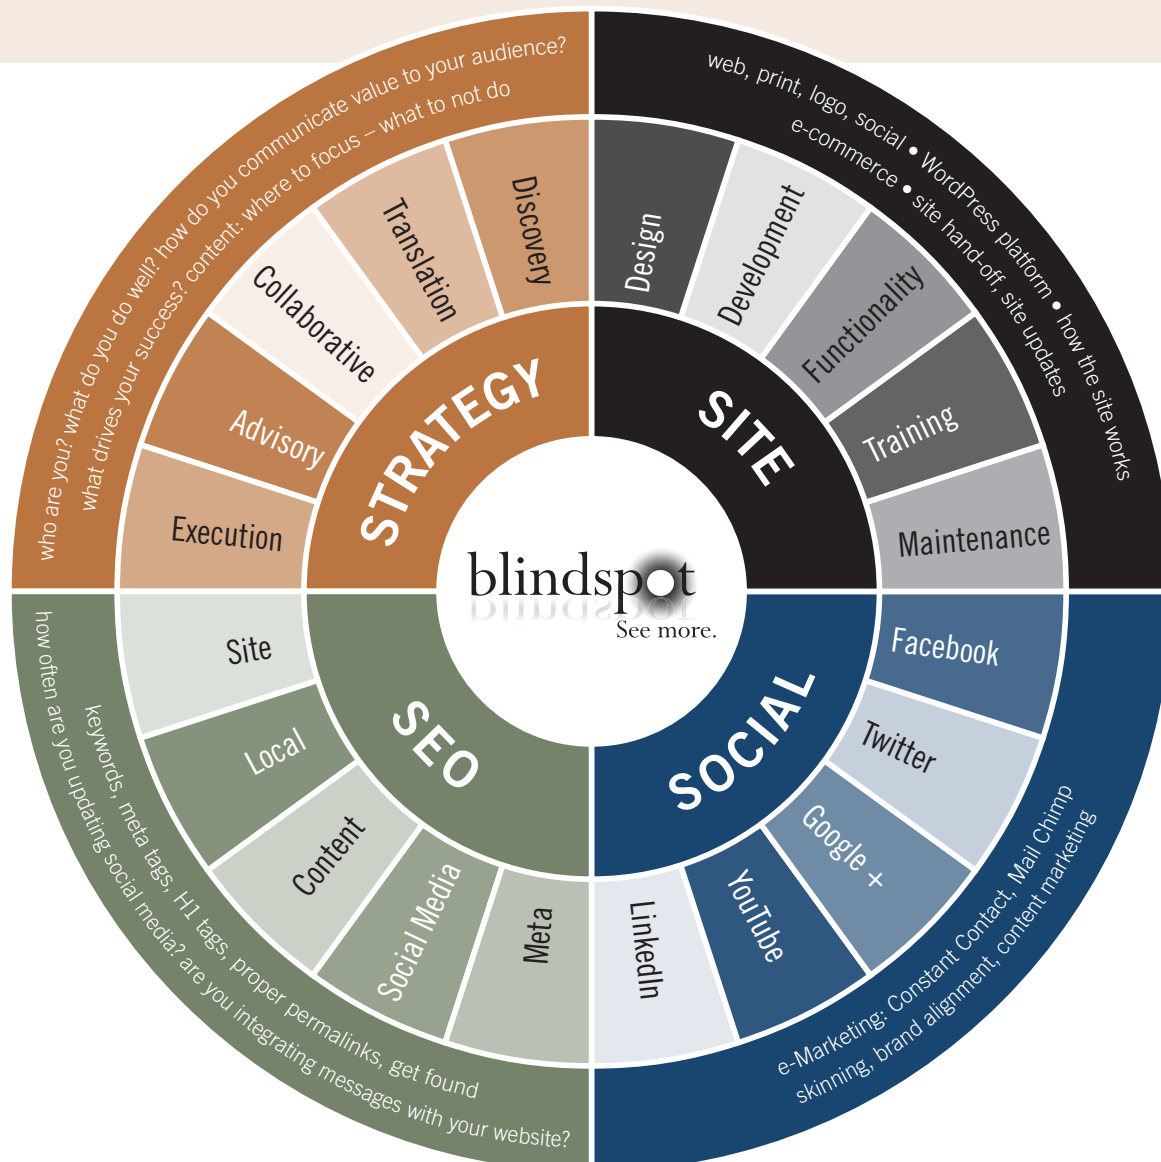 who are you? what do you do well? how do you communicate value to your audience?
what drives your success? content: where to focus – what to not do
Execution
Advisory
Collaborative
Translation
Discovery
STRATEGY
web, print, logo, social • WordPress platform • how the site works
e-commerce • site hand-off, site updates
Design
Development
Functionality
Training
Maintenance
SITE
blindspot
See more.
Site
Local
Content
Social Media
Meta
SEO
keywords, meta tags, H1 tags, proper permalinks, get found
how often are you updating social media? are you integrating messages with your website?
Facebook
Twitter
Google +
YouTube
LinkedIn
SOCIAL
e-Marketing: Constant Contact, Mail Chimp
skinning, brand alignment, content marketing